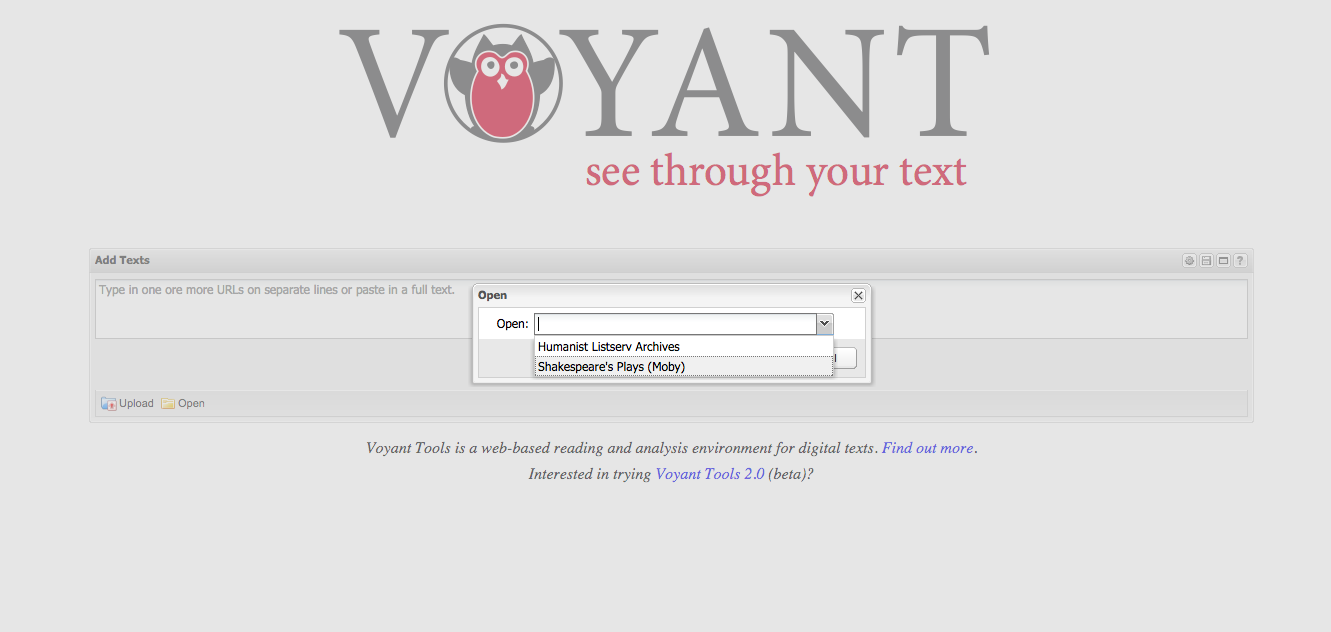 VOYANT
see through your text
Add Texts
?
Type in one ore more URLs on separate lines or paste in a full text.
Open
Open:
Humanist Listserv Archives
Shakespeare's Plays (Moby)
Upload Open
Voyant Tools is a web-based reading and analysis environment for digital texts. Find out more.
Interested in trying Voyant Tools 2.0 (beta)?